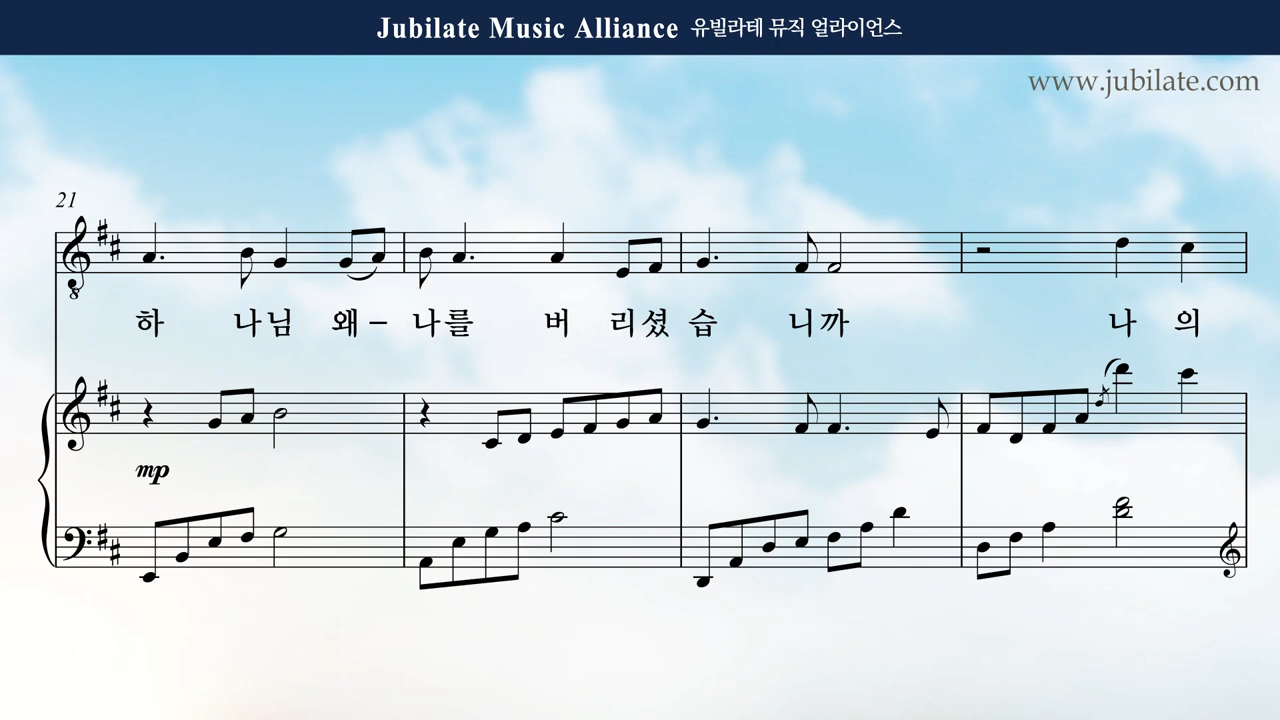 Jubilate Music Alliance 유빌라테 뮤직 얼라이언스
www.jubilate.com
21
하 나님 왜 – 나를 버 리셨 습 니까 나 의
mp